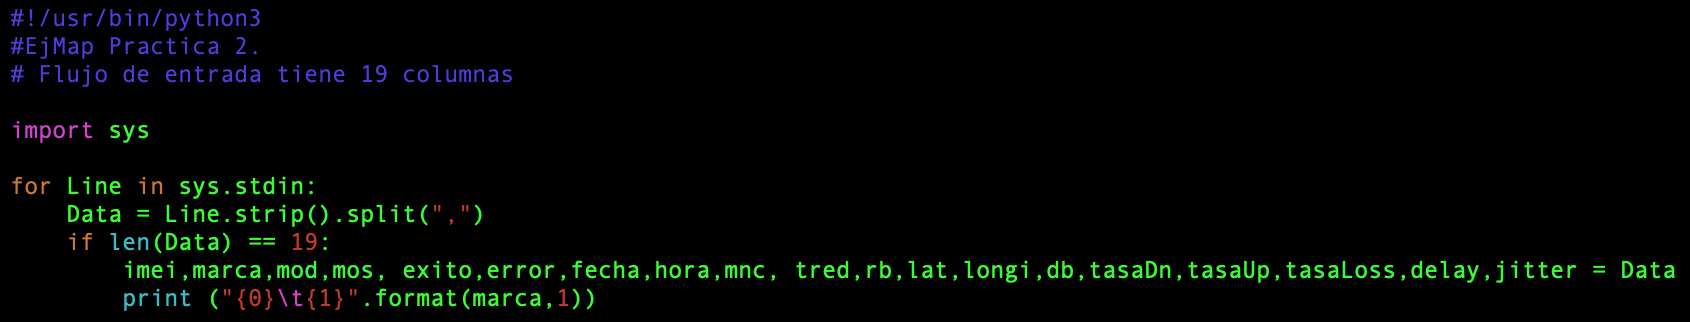 #!/usr/bin/python3
#EjMap Practica 2.
# Flujo de entrada tiene 19 columnas

import sys

for Line in sys.stdin:
    Data = Line.strip().split(",")
    if len(Data) == 19:
        imei,marca,mod,mos, exito,error,fecha,hora,mnc, tred,rb,lat,longi,db,tasaDn,tasaUp,tasaLoss,delay,jitter = Data
        print ("{0}\t{1}".format(marca,1))